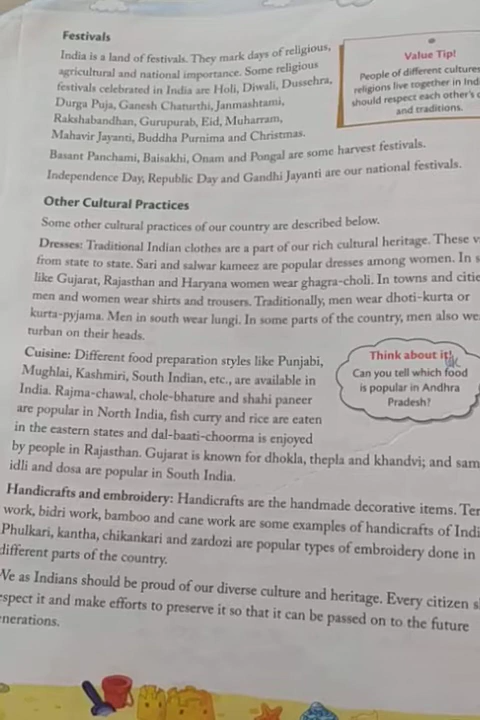 Festivals
India is a land of festivals. They mark days of religious,
agricultural and national importance. Some religious
festivals celebrated in India are Holi, Diwali, Dussehra,
Durga Puja, Ganesh Chaturthi, Janmashtami,
Rakshabandhan, Gurupurab, Eid, Muharram,
Mahavir Jayanti, Buddha Purnima and Christmas.
Basant Panchami, Baisakhi, Onam and Pongal are some harvest festivals.
Independence Day, Republic Day and Gandhi Jayanti are our national festivals.
Value Tip!
People of different cultures
religions live together in Ind
should respect each other's c
and traditions.
Other Cultural Practices
Some other cultural practices of our country are described below.
Dresses: Traditional Indian clothes are a part of our rich cultural heritage. These v
from state to state. Sari and salwar kameez are popular dresses among women. In s
like Gujarat, Rajasthan and Haryana women wear ghagra-choli. In towns and citie
men and women wear shirts and trousers. Traditionally, men wear dhoti-kurta or
kurta-pyjama. Men in south wear lungi. In some parts of the country, men also we
turban on their heads.
Cuisine: Different food preparation styles like Punjabi,
Mughlai, Kashmiri, South Indian, etc., are available in
India. Rajma-chawal, chole-bhature and shahi paneer
are popular in North India, fish curry and rice are eaten
in the eastern states and dal-baati-choorma is enjoyed
by people in Rajasthan. Gujarat is known for dhokla, thepla and khandvi; and sam
idli and dosa are popular in South India.
Think about it!
Can you tell which food
is popular in Andhra
Pradesh?
Handicrafts and embroidery: Handicrafts are the handmade decorative items. Ter
work, bidri work, bamboo and cane work are some examples of handicrafts of Indi
Phulkari, kantha, chikankari and zardozi are popular types of embroidery done in
different parts of the country.
We as Indians should be proud of our diverse culture and heritage. Every citizen s
espect it and make efforts to preserve it so that it can be passed on to the future
enerations.